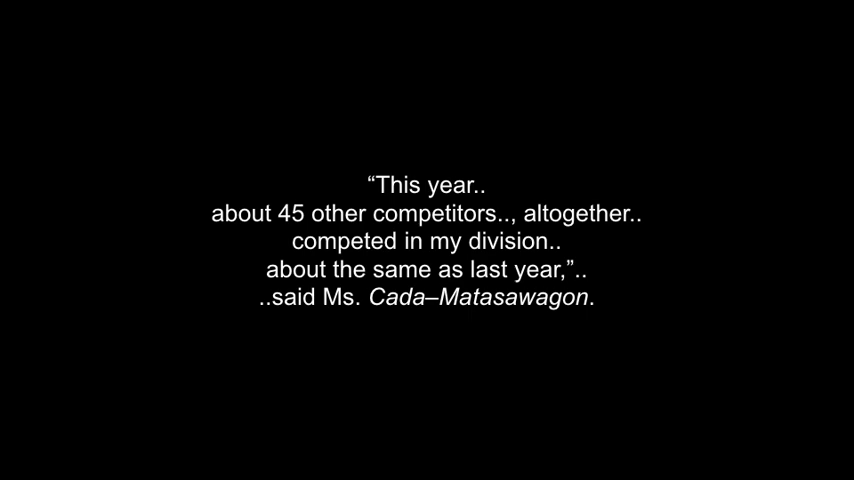 “This year..
about 45 other competitors.., altogether..
competed in my division..
about the same as last year,”..
..said Ms. Cada–Matasawagon.